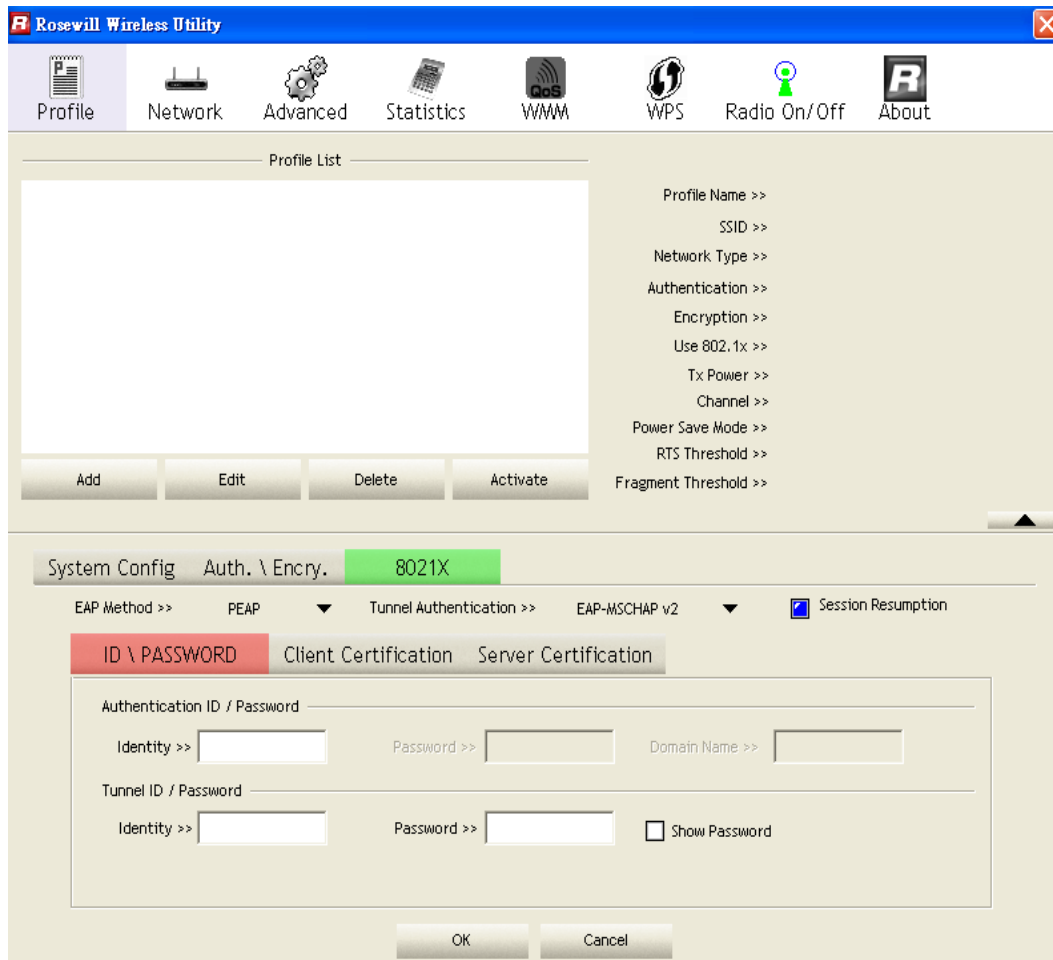 R Rosewill Wireless Utility
Profile Network Advanced Statistics QoS WMM WPS Radio On/Off R About
Profile List
Profile Name >>
SSID >>
Network Type >>
Authentication >>
Encryption >>
Use 802.1x >>
Tx Power >>
Channel >>
Power Save Mode >>
RTS Threshold >>
Fragment Threshold >>
Add Edit Delete Activate
System Config Auth. \ Encry. 8021X
EAP Method >> PEAP Tunnel Authentication >> EAP-MSCHAP v2 Session Resumption
ID \ PASSWORD Client Certification Server Certification
Authentication ID / Password
Identity >> Password >> Domain Name >>
Tunnel ID / Password
Identity >> Password >> Show Password
OK Cancel